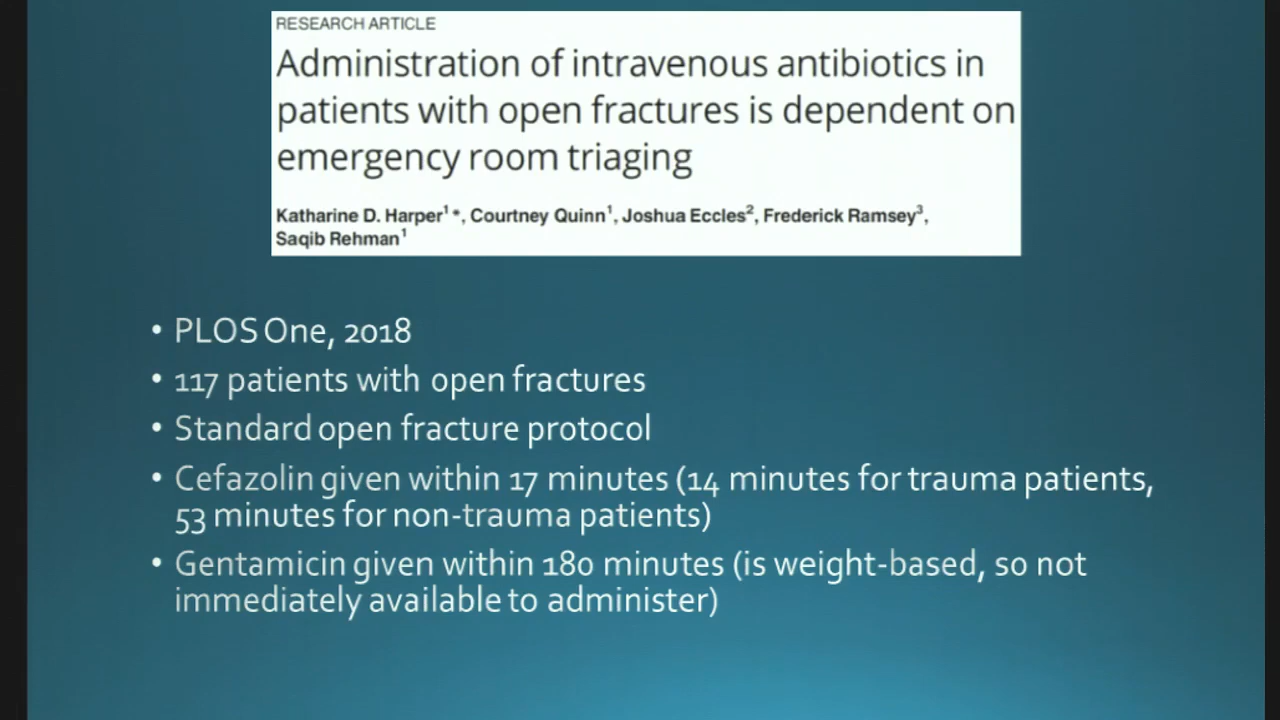 RESEARCH ARTICLE
Administration of intravenous antibiotics in
patients with open fractures is dependent on
emergency room triaging
Katharine D. Harper1*, Courtney Quinn1, Joshua Eccles2, Frederick Ramsey3,
Saqib Rehman1
• PLOS One, 2018
• 117 patients with open fractures
• Standard open fracture protocol
• Cefazolin given within 17 minutes (14 minutes for trauma patients,
53 minutes for non-trauma patients)
• Gentamicin given within 180 minutes (is weight-based, so not
immediately available to administer)